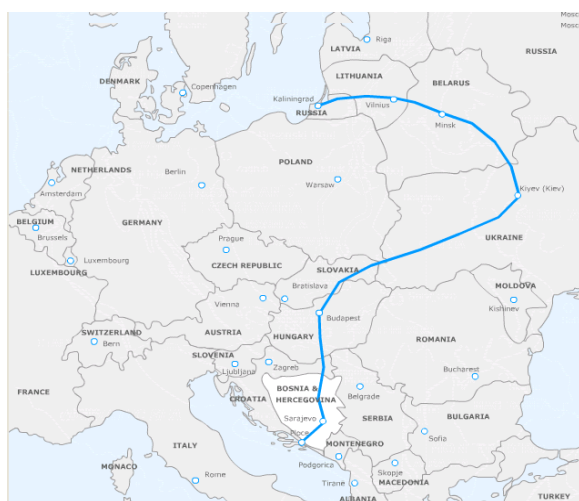 Mosc
Mosco
LATVIA
Riga
RUSSIA
DENMARK
Copenhagen
LITHUANIA
BELARUS
Kaliningrad
Vilnius
RUSSIA
Minsk
NETHERLANDS
Berlin
POLAND
Warsaw
Amsterdam
Kiyev (Kiev)
BELGIUM
GERMANY
Brussels
UKRAINE
Prague
Luxembourg
CZECH REPUBLIC
LUXEMBOURG
SLOVAKIA
Bratislava
MOLDOVA
Vienna
Kishinev
Budapest
SWITZERLAND
AUSTRIA
HUNGARY
Bern
ROMANIA
SLOVENIA
Ljubljana
Zagreb
Bucharest
BOSNIA &
HERCEGOVINA
Belgrade
FRANCE
CROATIA
Sarajevo
SERBIA
BULGARIA
Ploce
Sofia
ITALY
MONTENEGRO
MONACO
Podgorica
Skopje
Rome
Tiranë
MACEDONIA
ALBANIA
TURKEY